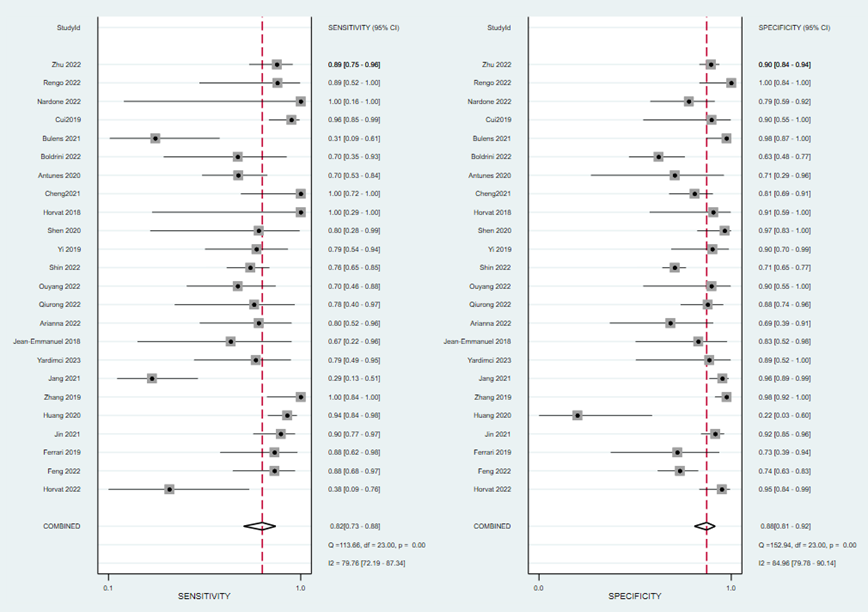 StudyId SENSITIVITY (95% CI)
Zhu 2022 0.89 [0.75 - 0.96]
Rengo 2022 0.89 [0.52 - 1.00]
Nardone 2022 1.00 [0.16 - 1.00]
Cui2019 0.96 [0.85 - 0.99]
Bulens 2021 0.31 [0.09 - 0.61]
Boldrini 2022 0.70 [0.35 - 0.93]
Antunes 2020 0.70 [0.53 - 0.84]
Cheng2021 1.00 [0.72 - 1.00]
Horvat 2018 1.00 [0.29 - 1.00]
Shen 2020 0.80 [0.28 - 0.99]
Yi 2019 0.79 [0.54 - 0.94]
Shin 2022 0.76 [0.65 - 0.85]
Ouyang 2022 0.70 [0.46 - 0.88]
Qiurong 2022 0.78 [0.40 - 0.97]
Arianna 2022 0.80 [0.52 - 0.96]
Jean-Emmanuel 2018 0.67 [0.22 - 0.96]
Yardimci 2023 0.79 [0.49 - 0.95]
Jang 2021 0.29 [0.13 - 0.51]
Zhang 2019 1.00 [0.84 - 1.00]
Huang 2020 0.94 [0.84 - 0.98]
Jin 2021 0.90 [0.77 - 0.97]
Ferrari 2019 0.88 [0.62 - 0.98]
Feng 2022 0.88 [0.68 - 0.97]
Horvat 2022 0.38 [0.09 - 0.76]
COMBINED 0.82[0.73 - 0.88]
Q =113.66, df = 23.00, p = 0.00
I2 = 79.76 [72.19 - 87.34]
0.1 1.0
SENSITIVITY
StudyId SPECIFICITY (95% CI)
Zhu 2022 0.90 [0.84 - 0.94]
Rengo 2022 1.00 [0.84 - 1.00]
Nardone 2022 0.79 [0.59 - 0.92]
Cui2019 0.90 [0.55 - 1.00]
Bulens 2021 0.98 [0.87 - 1.00]
Boldrini 2022 0.63 [0.48 - 0.77]
Antunes 2020 0.71 [0.29 - 0.96]
Cheng2021 0.81 [0.69 - 0.91]
Horvat 2018 0.91 [0.59 - 1.00]
Shen 2020 0.97 [0.83 - 1.00]
Yi 2019 0.90 [0.70 - 0.99]
Shin 2022 0.71 [0.65 - 0.77]
Ouyang 2022 0.90 [0.55 - 1.00]
Qiurong 2022 0.88 [0.74 - 0.96]
Arianna 2022 0.69 [0.39 - 0.91]
Jean-Emmanuel 2018 0.83 [0.52 - 0.98]
Yardimci 2023 0.89 [0.52 - 1.00]
Jang 2021 0.96 [0.89 - 0.99]
Zhang 2019 0.98 [0.92 - 1.00]
Huang 2020 0.22 [0.03 - 0.60]
Jin 2021 0.92 [0.85 - 0.96]
Ferrari 2019 0.73 [0.39 - 0.94]
Feng 2022 0.74 [0.63 - 0.83]
Horvat 2022 0.95 [0.84 - 0.99]
COMBINED 0.88[0.81 - 0.92]
Q =152.94, df = 23.00, p = 0.00
I2 = 84.96 [79.78 - 90.14]
0.0 1.0
SPECIFICITY